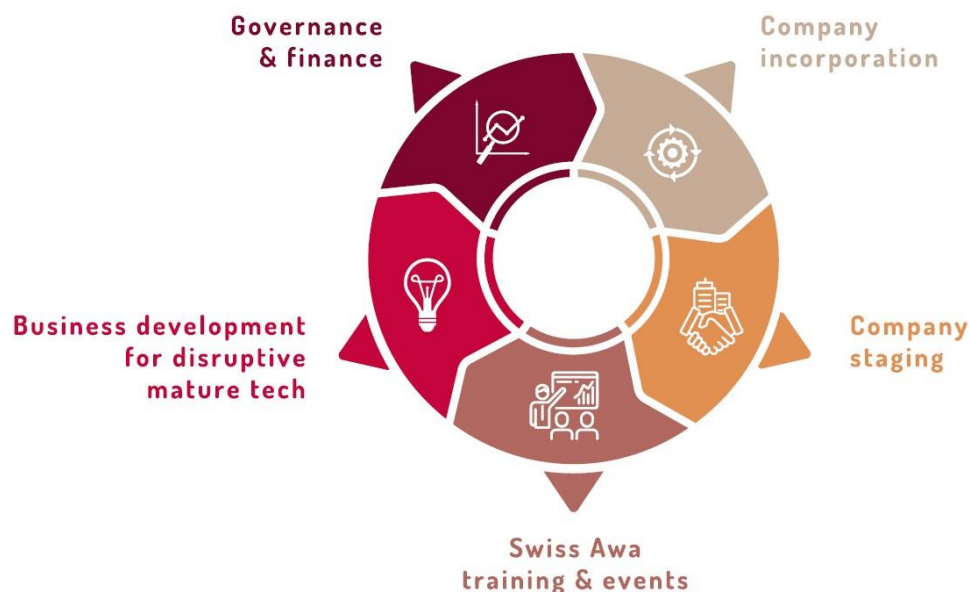 Governance
& finance
Company
incorporation
Business development
for disruptive
mature tech
Company
staging
Swiss Awa
training & events